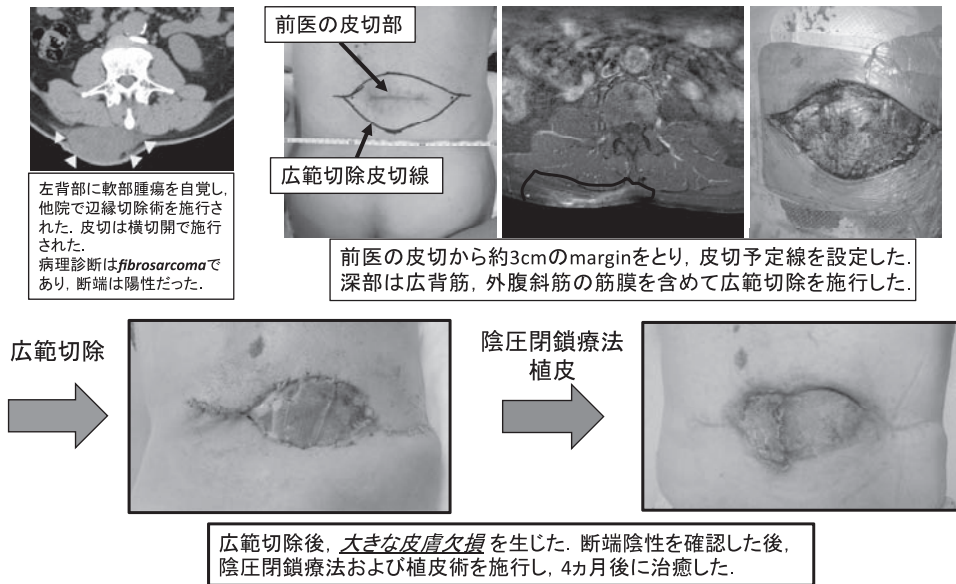 前医の皮切部
広範切除皮切線
左背部に軟部腫瘍を自覚し,
他院で辺縁切除術を施行さ
れた. 皮切は横切開で施行
された.
病理診断はfibrosarcomaで
あり, 断端は陽性だった.
前医の皮切から約3cmのmarginをとり, 皮切予定線を設定した.
深部は広背筋, 外腹斜筋の筋膜を含めて広範切除を施行した.
広範切除
陰圧閉鎖療法
植皮
広範切除後, 大きな皮膚欠損 を生じた. 断端陰性を確認した後,
陰圧閉鎖療法および植皮術を施行し, 4ヵ月後に治癒した.